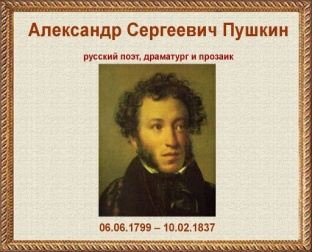 Александр Сергеевич Пушкин
русский поэт, драматург и прозаик
06.06.1799 – 10.02.1837